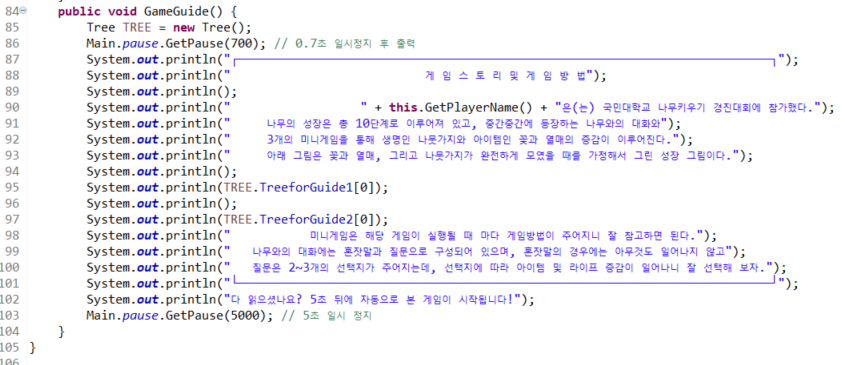 84 public void GameGuide() {
85 Tree TREE = new Tree();
86 Main.pause.GetPause(700); // 0.7초 일시정지 후 출력
87 System.out.println("┌──────────────────────────────┐");
88 System.out.println(" 게 임 스 토 리 및 게 임 방 법");
89 System.out.println();
90 System.out.println(" " + this.GetPlayerName() + "은(는) 국민대학교 나무키우기 경진대회에 참가했다.");
91 System.out.println(" 나무의 성장은 총 10단계로 이루어져 있고, 중간중간에 등장하는 나무와의 대화와");
92 System.out.println(" 3개의 미니게임을 통해 생명인 나뭇가지와 아이템인 꽃과 열매의 증감이 이루어진다.");
93 System.out.println(" 아래 그림은 꽃과 열매, 그리고 나뭇가지가 완전하게 모였을 때를 가정해서 그린 성장 그림이다.");
94 System.out.println();
95 System.out.println(TREE.TreeforGuide1[0]);
96 System.out.println();
97 System.out.println(TREE.TreeforGuide2[0]);
98 System.out.println(" 미니게임은 해당 게임이 실행될 때 마다 게임방법이 주어지니 잘 참고하면 된다.");
99 System.out.println(" 나무와의 대화에는 혼잣말과 질문으로 구성되어 있으며, 혼잣말의 경우에는 아무것도 일어나지 않고");
100 System.out.println(" 질문은 2~3개의 선택지가 주어지는데, 선택지에 따라 아이템 및 라이프 증감이 일어나니 잘 선택해 보자.");
101 System.out.println("└──────────────────────────────┘");
102 System.out.println("다 읽으셨나요? 5초 뒤에 자동으로 본 게임이 시작됩니다!");
103 Main.pause.GetPause(5000); // 5초 일시 정지
104 }
105 }
106